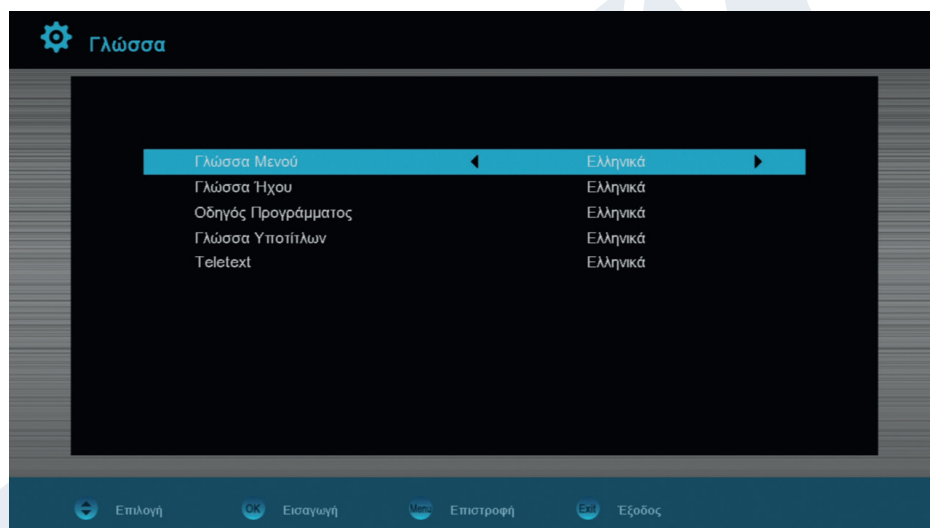 Γλώσσα
Γλώσσα Μενού Ελληνικά
Γλώσσα Ήχου Ελληνικά
Οδηγός Προγράμματος Ελληνικά
Γλώσσα Υποτίτλων Ελληνικά
Teletext Ελληνικά
Επιλογή OK Εισαγωγή Menu Επιστροφή Exit Έξοδος